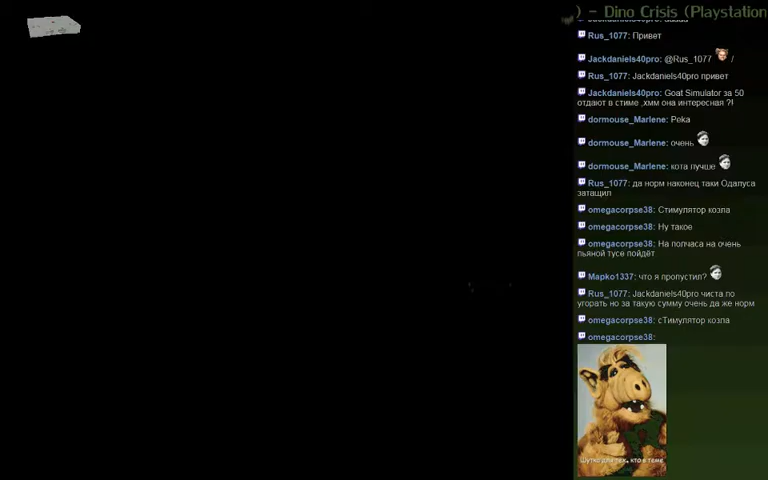 ) - Dino Crisis (Playstation
Rus_1077: Привет
Jackdaniels40pro: @Rus_1077 /
Rus_1077: Jackdaniels40pro привет
Jackdaniels40pro: Goat Simulator за 50
отдают в стиме ,хмм она интересная ?!
dormouse_Marlene: Peka
dormouse_Marlene: очень
dormouse_Marlene: кота лучше
Rus_1077: да норм наконец таки Одалуса
затащил
omegacorpse38: Стимулятор козла
omegacorpse38: Ну такое
omegacorpse38: На полчаса на очень
пьяной тусе пойдёт
Mapko1337: что я пропустил?
Rus_1077: Jackdaniels40pro чиста по
угорать но за такую сумму очень да же норм
omegacorpse38: сТимулятор козла
omegacorpse38:
Шутка для тех, кто в теме